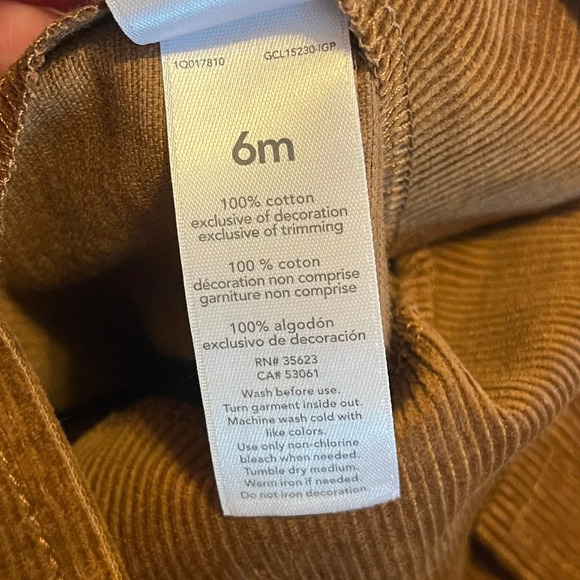 1Q017810 GCL15230-IGP
6m
100% cotton
exclusive of decoration
exclusive of trimming
100 % coton
décoration non comprise
garniture non comprise
100% algodón
exclusivo de decoración
RN# 35623
CA# 53061
Wash before use.
Turn garment inside out.
Machine wash cold with
like colors.
Use only non-chlorine
bleach when needed.
Tumble dry medium.
Warm iron if needed.
Do not iron decoration.